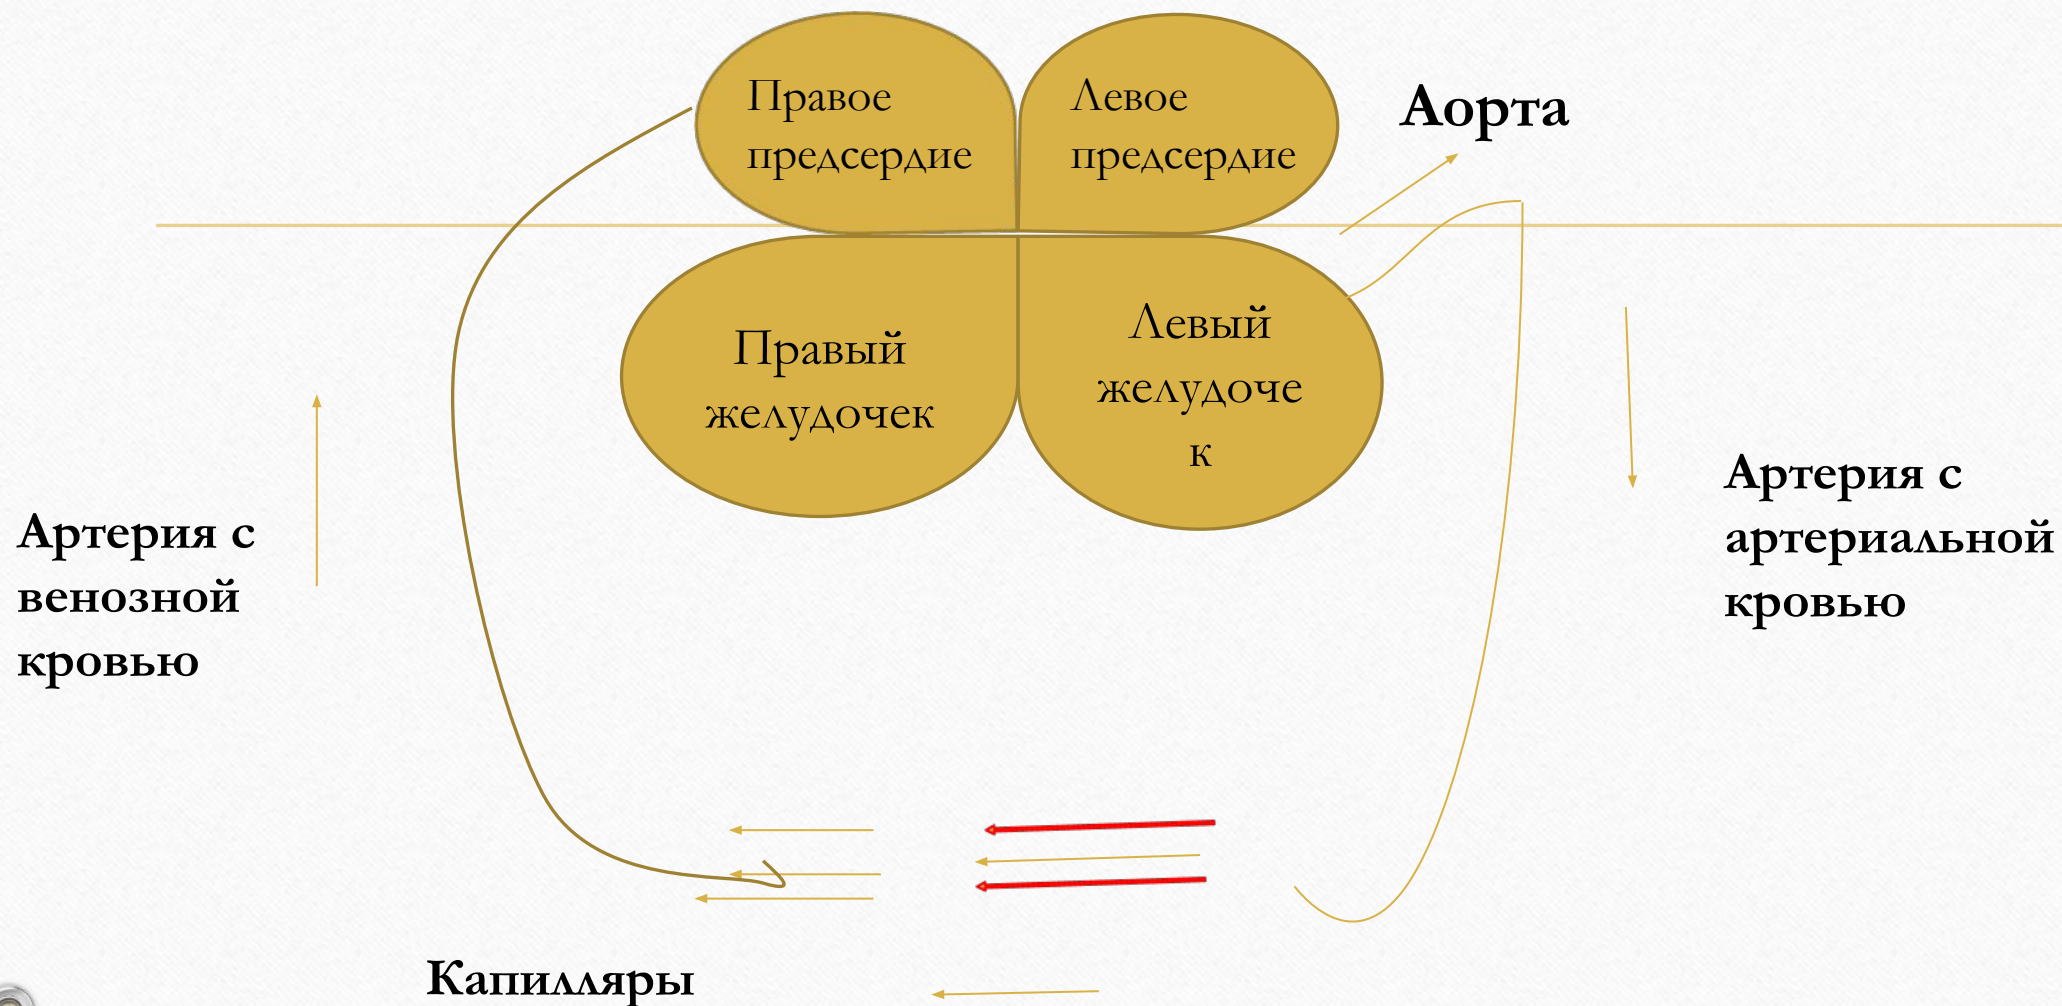 Правое
предсердие
Левое
предсердие
Аорта
Правый
желудочек
Левый
желудоче
к
Артерия с
венозной
кровью
Артерия с
артериальной
кровью
Капилляры